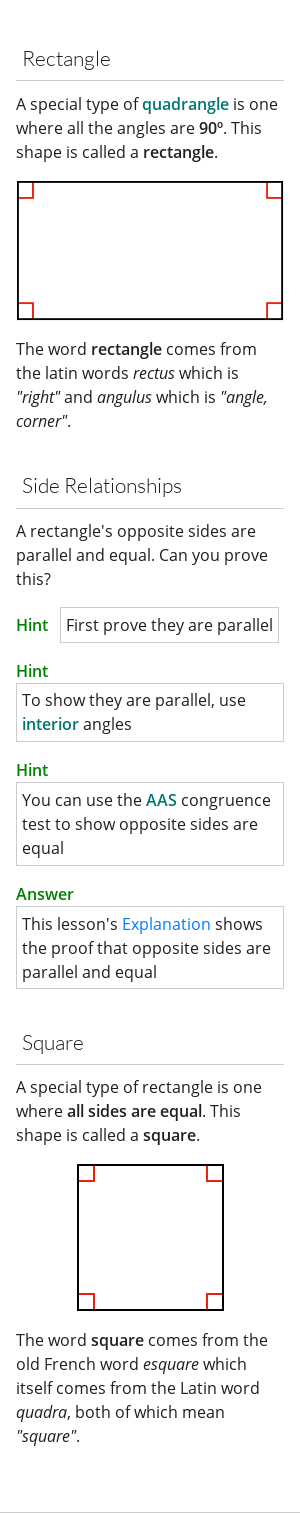 Rectangle
A special type of quadrangle is one
where all the angles are 90º. This
shape is called a rectangle.
The word rectangle comes from
the latin words rectus which is
"right" and angulus which is "angle,
corner".
Side Relationships
A rectangle's opposite sides are
parallel and equal. Can you prove
this?
Hint First prove they are parallel
Hint
To show they are parallel, use
interior angles
Hint
You can use the AAS congruence
test to show opposite sides are
equal
Answer
This lesson's Explanation shows
the proof that opposite sides are
parallel and equal
Square
A special type of rectangle is one
where all sides are equal. This
shape is called a square.
The word square comes from the
old French word esquare which
itself comes from the Latin word
quadra, both of which mean
"square".